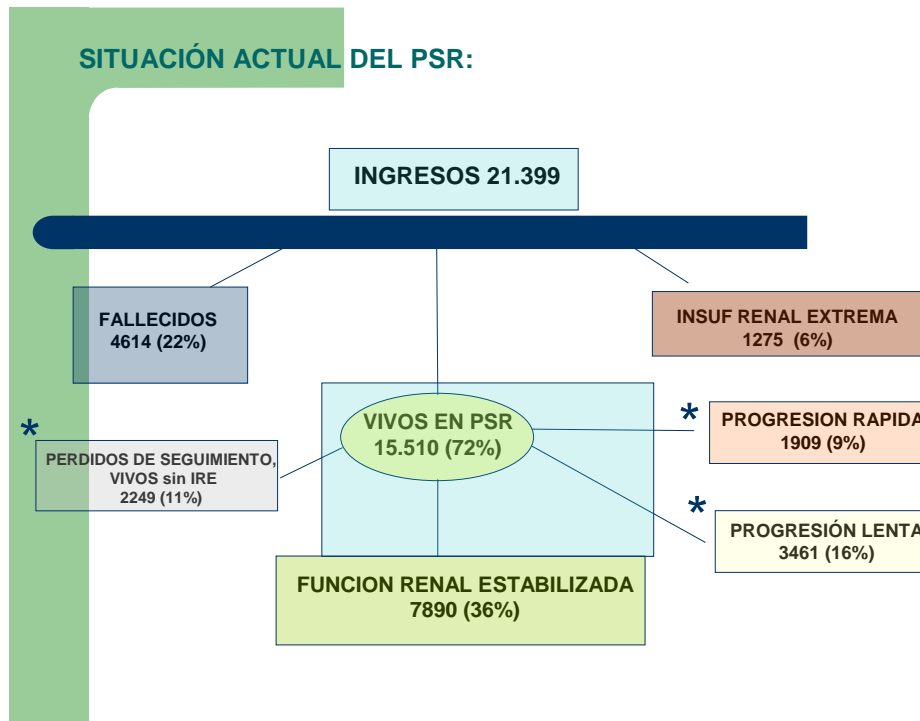 SITUACIÓN ACTUAL DEL PSR:
INGRESOS 21.399
FALLECIDOS
4614 (22%)
INSUF RENAL EXTREMA
1275 (6%)
VIVOS EN PSR
15.510 (72%)
*
PERDIDOS DE SEGUIMIENTO,
VIVOS sin IRE
2249 (11%)
*
PROGRESION RAPIDA
1909 (9%)
*
PROGRESIÓN LENTA
3461 (16%)
FUNCION RENAL ESTABILIZADA
7890 (36%)